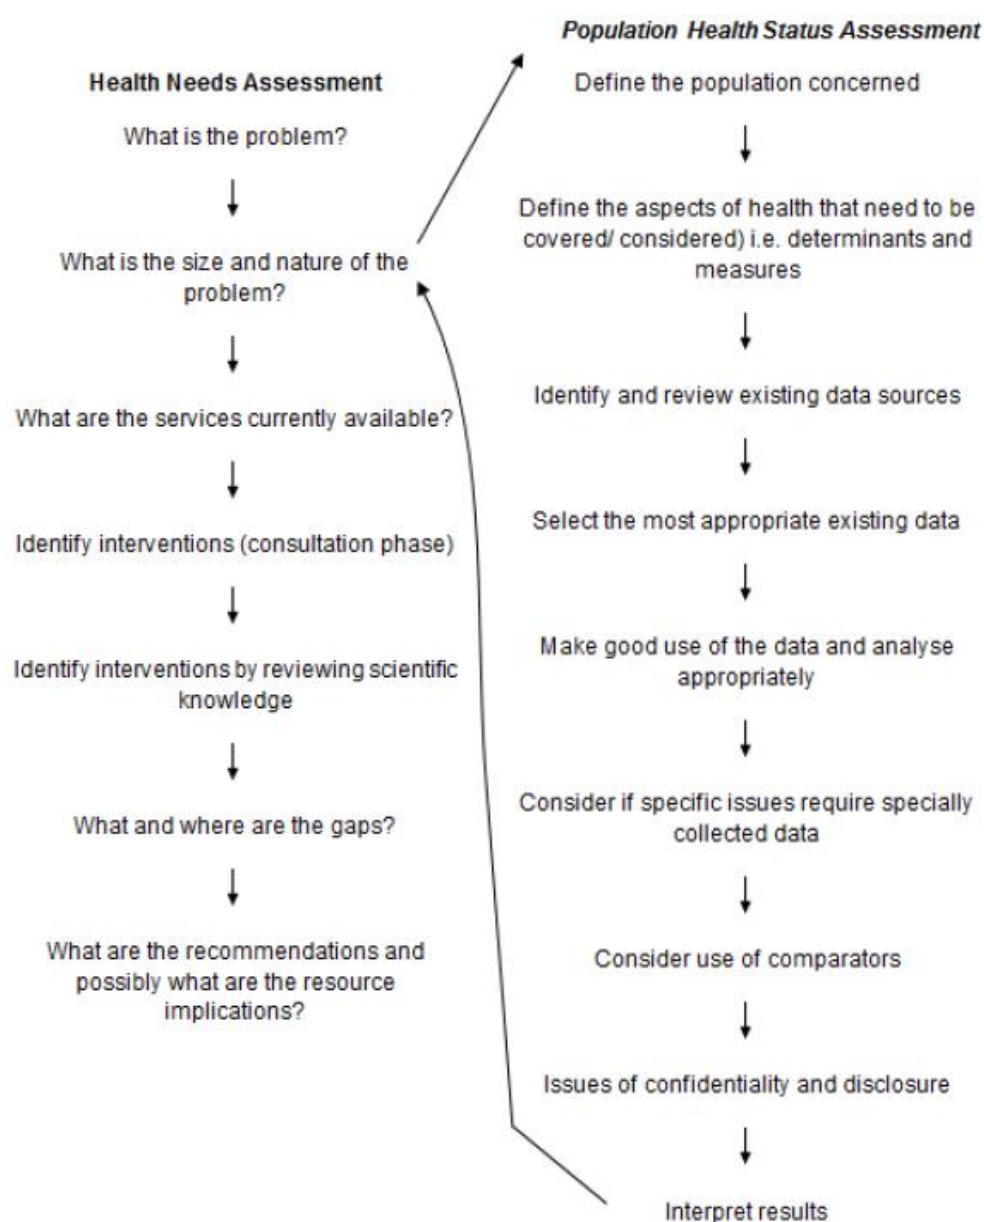 Health Needs Assessment
What is the problem?
What is the size and nature of the
problem?
What are the services currently available?
Identify interventions (consultation phase)
Identify interventions by reviewing scientific
knowledge
What and where are the gaps?
What are the recommendations and
possibly what are the resource
implications?
Population Health Status Assessment
Define the population concerned
Define the aspects of health that need to be
covered/ considered) i.e. determinants and
measures
Identify and review existing data sources
Select the most appropriate existing data
Make good use of the data and analyse
appropriately
Consider if specific issues require specially
collected data
Consider use of comparators
Issues of confidentiality and disclosure
Interpret results